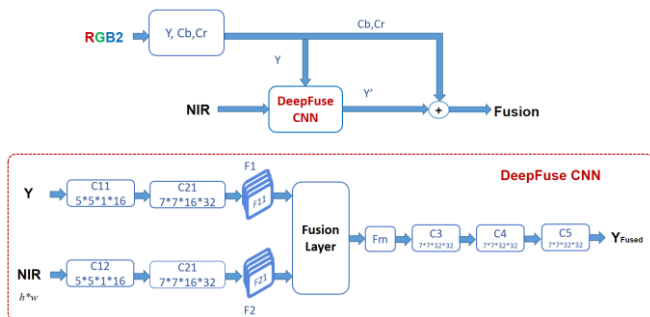 Cb,Cr
Y, Cb,Cr
RGB2
Y
DeepFuse
CNN
Y'
NIR
+
Fusion
DeepFuse CNN
F1
Y
C11
5*5*1*16
C21
7*7*16*32
F11
Fusion
Layer
Fm
C3
7*7*32*32
C4
7*7*32*32
C5
7*7*32*32
YFused
NIR
h*w
C12
5*5*1*16
C21
7*7*16*32
F21
F2